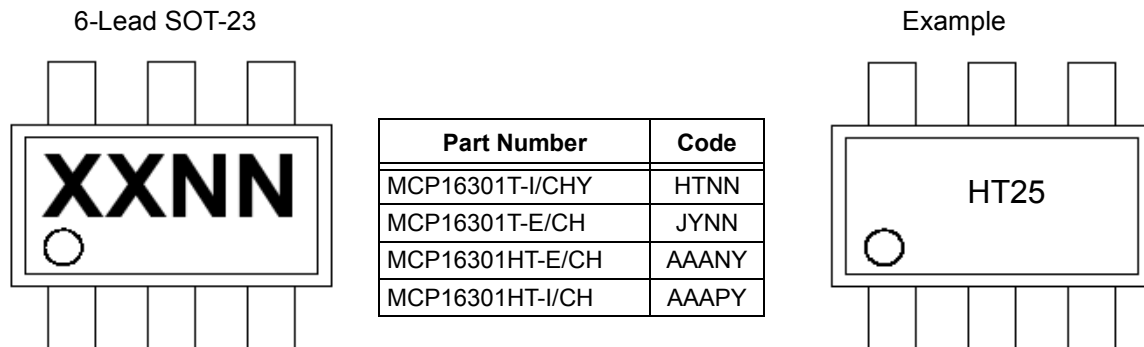 6-Lead SOT-23
Example
XXNN
Part Number Code
MCP16301T-I/CHY HTNN
MCP16301T-E/CH JYNN
MCP16301HT-E/CH AAANY
MCP16301HT-I/CH AAAPY
HT25